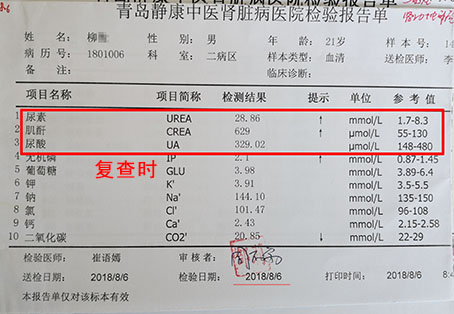 青岛静康中医肾脏病医院检验报告单
姓 名： 柳 性 别： 男 年 龄： 21岁 样 本 号： 14
病 历 号： 1801006 科 室： 二病区 样本类型： 血清 送检医师： 李
备 注： 临床诊断：
项目名称 项目简称 检测结果 提示 单位 参 考 值
1 尿素 UREA 28.86 ↑ mmol/L 1.7-8.3
2 肌酐 CREA 629 ↑ μmol/L 55-130
3 尿酸 UA 329.02 μmol/L 148-480
4 无机磷 IP 2.1 ↑ mmol/L 0.87-1.45
5 葡萄糖 GLU 3.98 mmol/L 3.89-6.4
6 钾 K' 3.91 mmol/L 3.5-5.5
7 钠 Na' 144.10 mmol/L 135-150
8 氯 Cl' 101.47 mmol/L 96-108
9 钙 Ca' 2.43 mmol/L 2.15-2.58
10 二氧化碳 CO2' 20.85 ↓ mmol/L 22-29
复查时
检验医师： 崔语嫣 审 核 者：
送检日期： 2018/8/6 检验日期： 2018/8/6 打印时间： 2018/8/6 8:4
本报告单仅对该标本有效